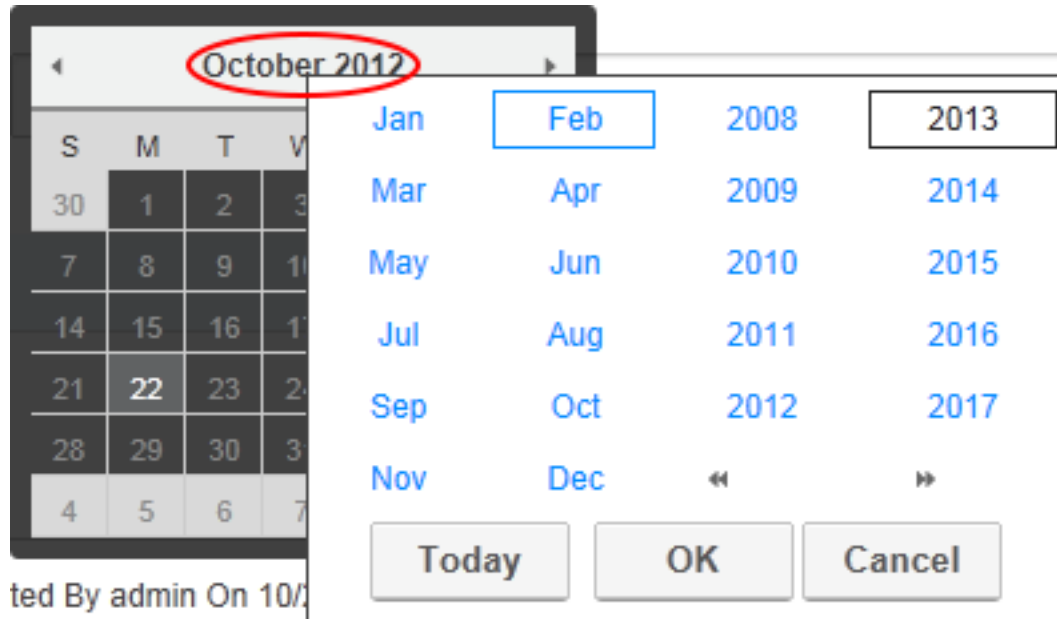 October 2012
S M T
30 1 2 3
7 8 9
14 15 16
21 22 23
28 29 30
4 5 6 7
ted By admin On 10/
Jan Feb 2008 2013
Mar Apr 2009 2014
May Jun 2010 2015
Jul Aug 2011 2016
Sep Oct 2012 2017
Nov Dec
Today OK Cancel